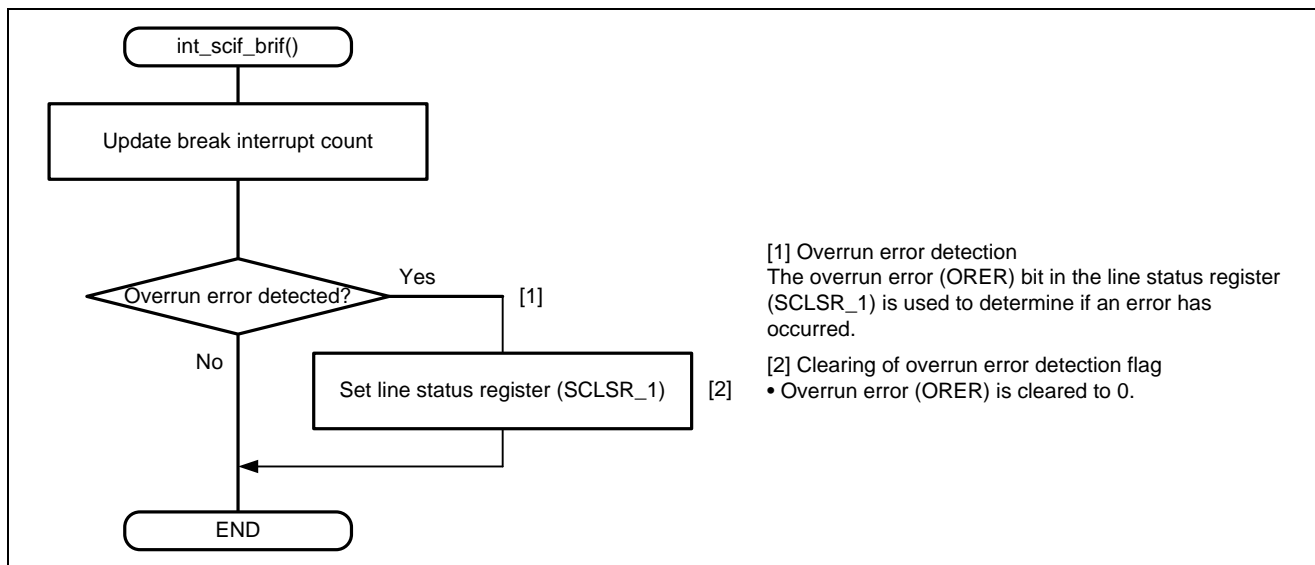 int_scif_brif()
Update break interrupt count
Overrun error detected?
Yes
[1]
No
Set line status register (SCLSR_1)
[2]
END
[1] Overrun error detection
The overrun error (ORER) bit in the line status register
(SCLSR_1) is used to determine if an error has
occurred.
[2] Clearing of overrun error detection flag
• Overrun error (ORER) is cleared to 0.